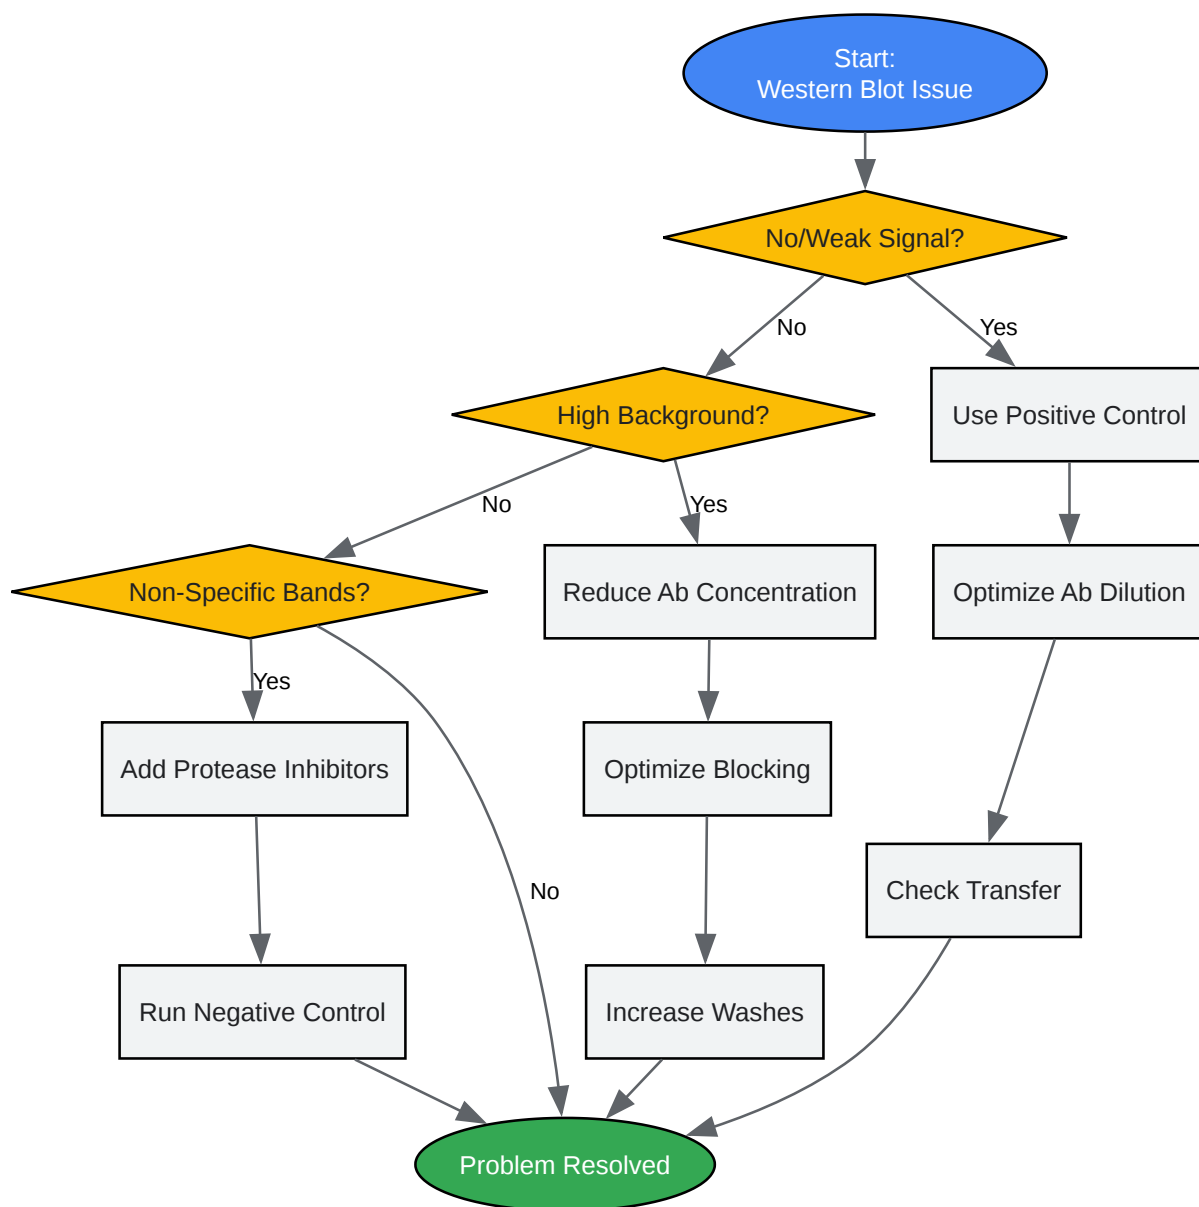 Start:
Western Blot Issue
No/Weak Signal?
No
Yes
High Background?
Use Positive Control
No
Yes
Non-Specific Bands?
Reduce Ab Concentration
Optimize Ab Dilution
Yes
Add Protease Inhibitors
Optimize Blocking
No
Check Transfer
Run Negative Control
Increase Washes
Problem Resolved